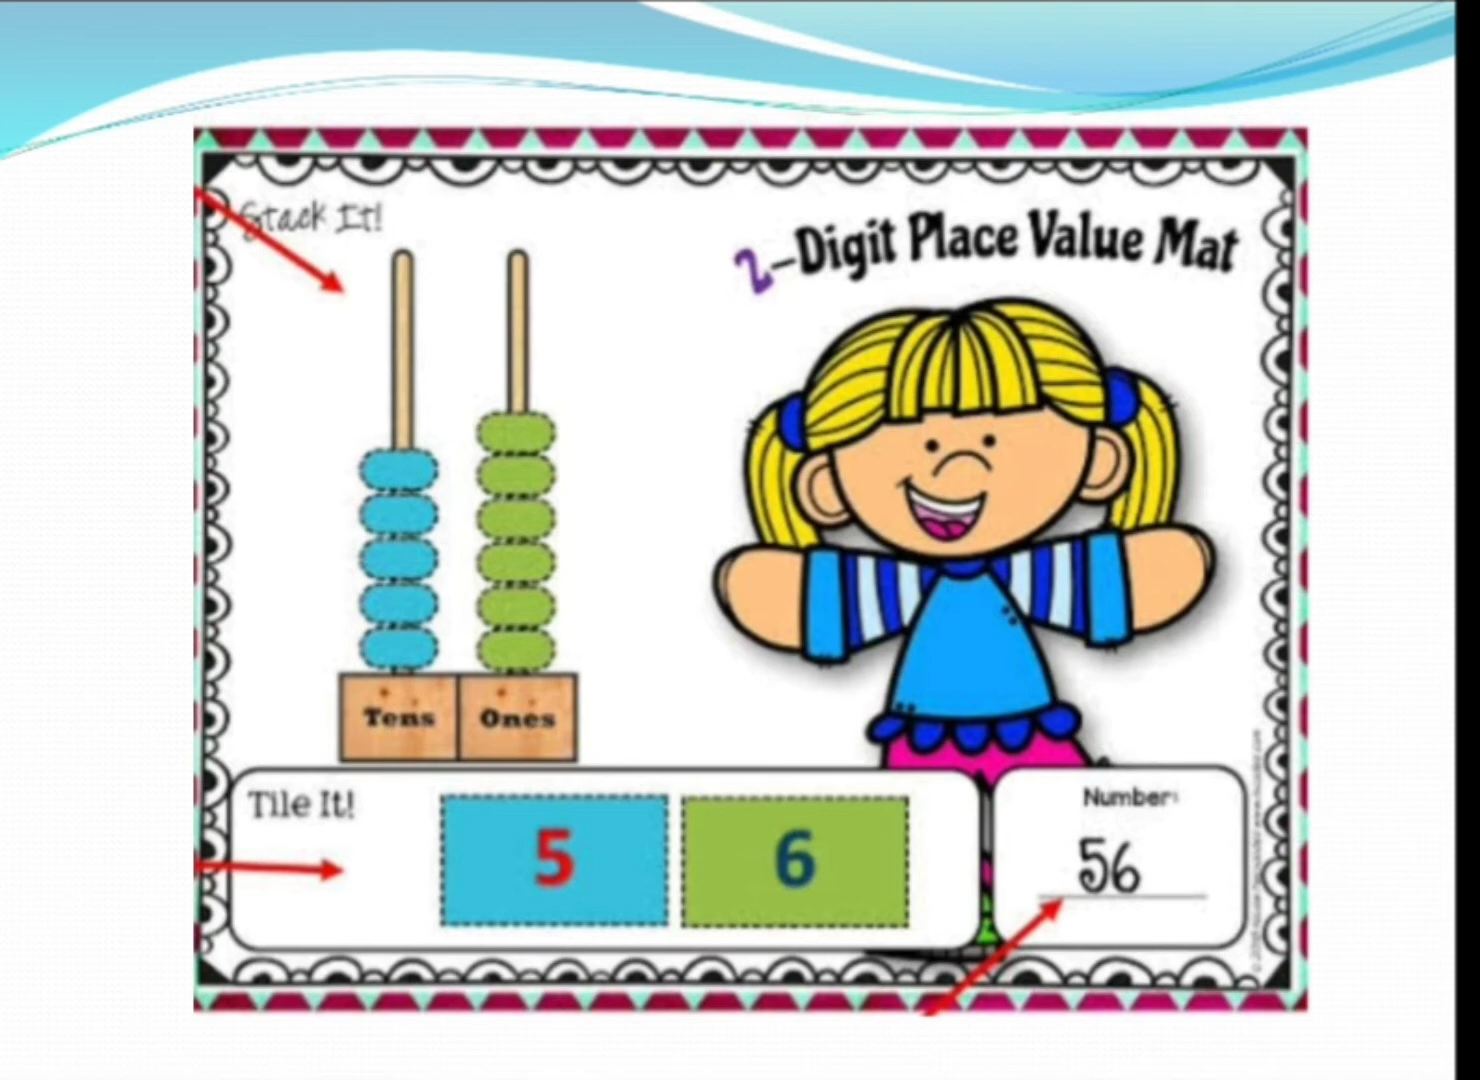 Stack It!
2-Digit Place Value Mat
Tens Ones
Tile It!
5 6
Number:
56